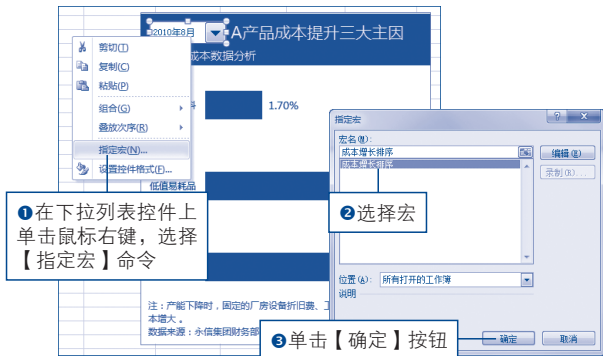 2010年8月
A产品成本提升三大主因
成本数据分析
剪切(T)
复制(C)
粘贴(P)
组合(G)
叠放次序(R)
指定宏(N)...
设置控件格式(F)...
1.70%
低值易耗品
❶在下拉列表控件上
单击鼠标右键，选择
【指定宏】命令
指定宏
宏名(M)：
成本增长排序
成本增长排序
编辑(E)
录制(R)...
❷选择宏
位置(A)：
所有打开的工作簿
说明
注：产能下降时，固定的厂房设备折旧费、
本增大。
数据来源：永信集团财务部
❸单击【确定】按钮
确定
取消